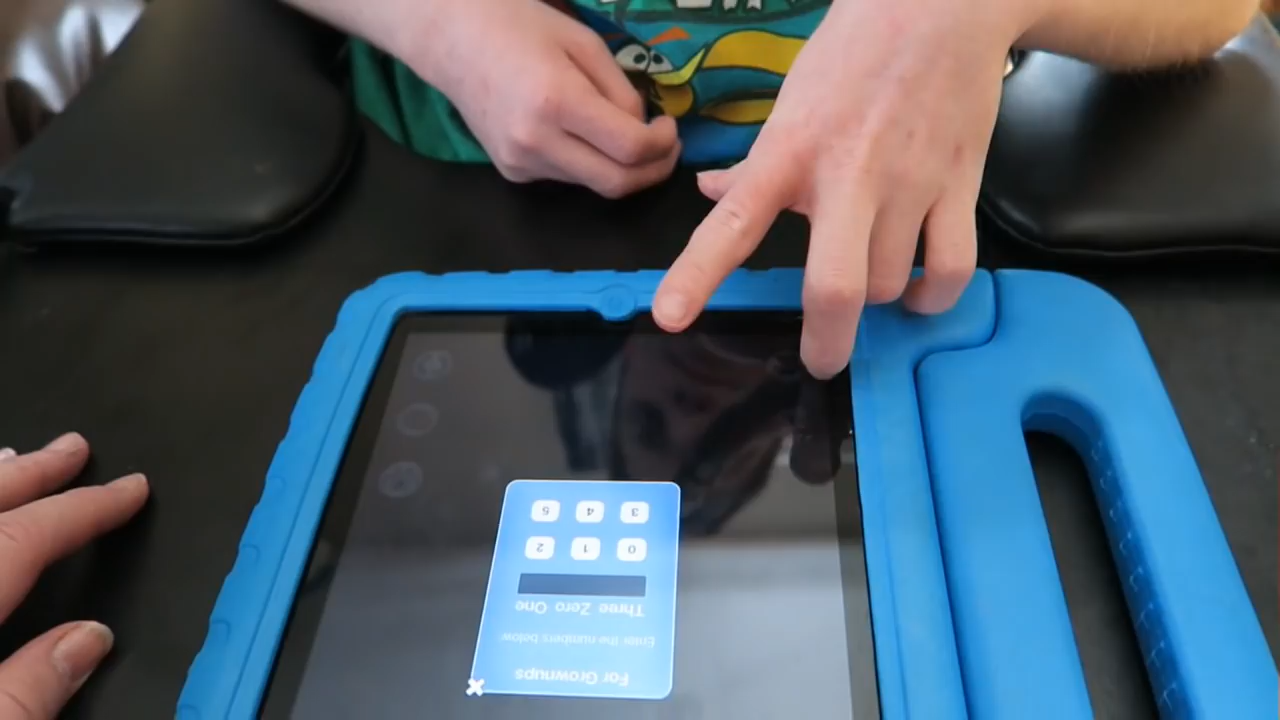 For Grownups
Enter the numbers below
Three Zero One
0 1 2
3 4 5